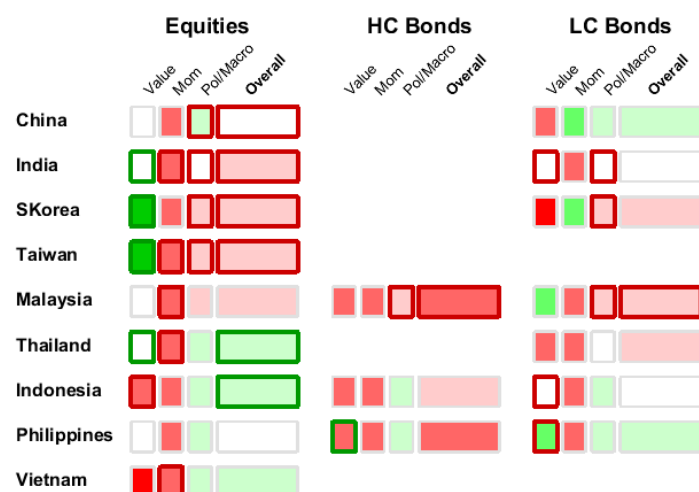 Equities HC Bonds LC Bonds
Value Mom Pol/Macro Overall Value Mom Pol/Macro Overall Value Mom Pol/Macro Overall
China
India
SKorea
Taiwan
Malaysia
Thailand
Indonesia
Philippines
Vietnam